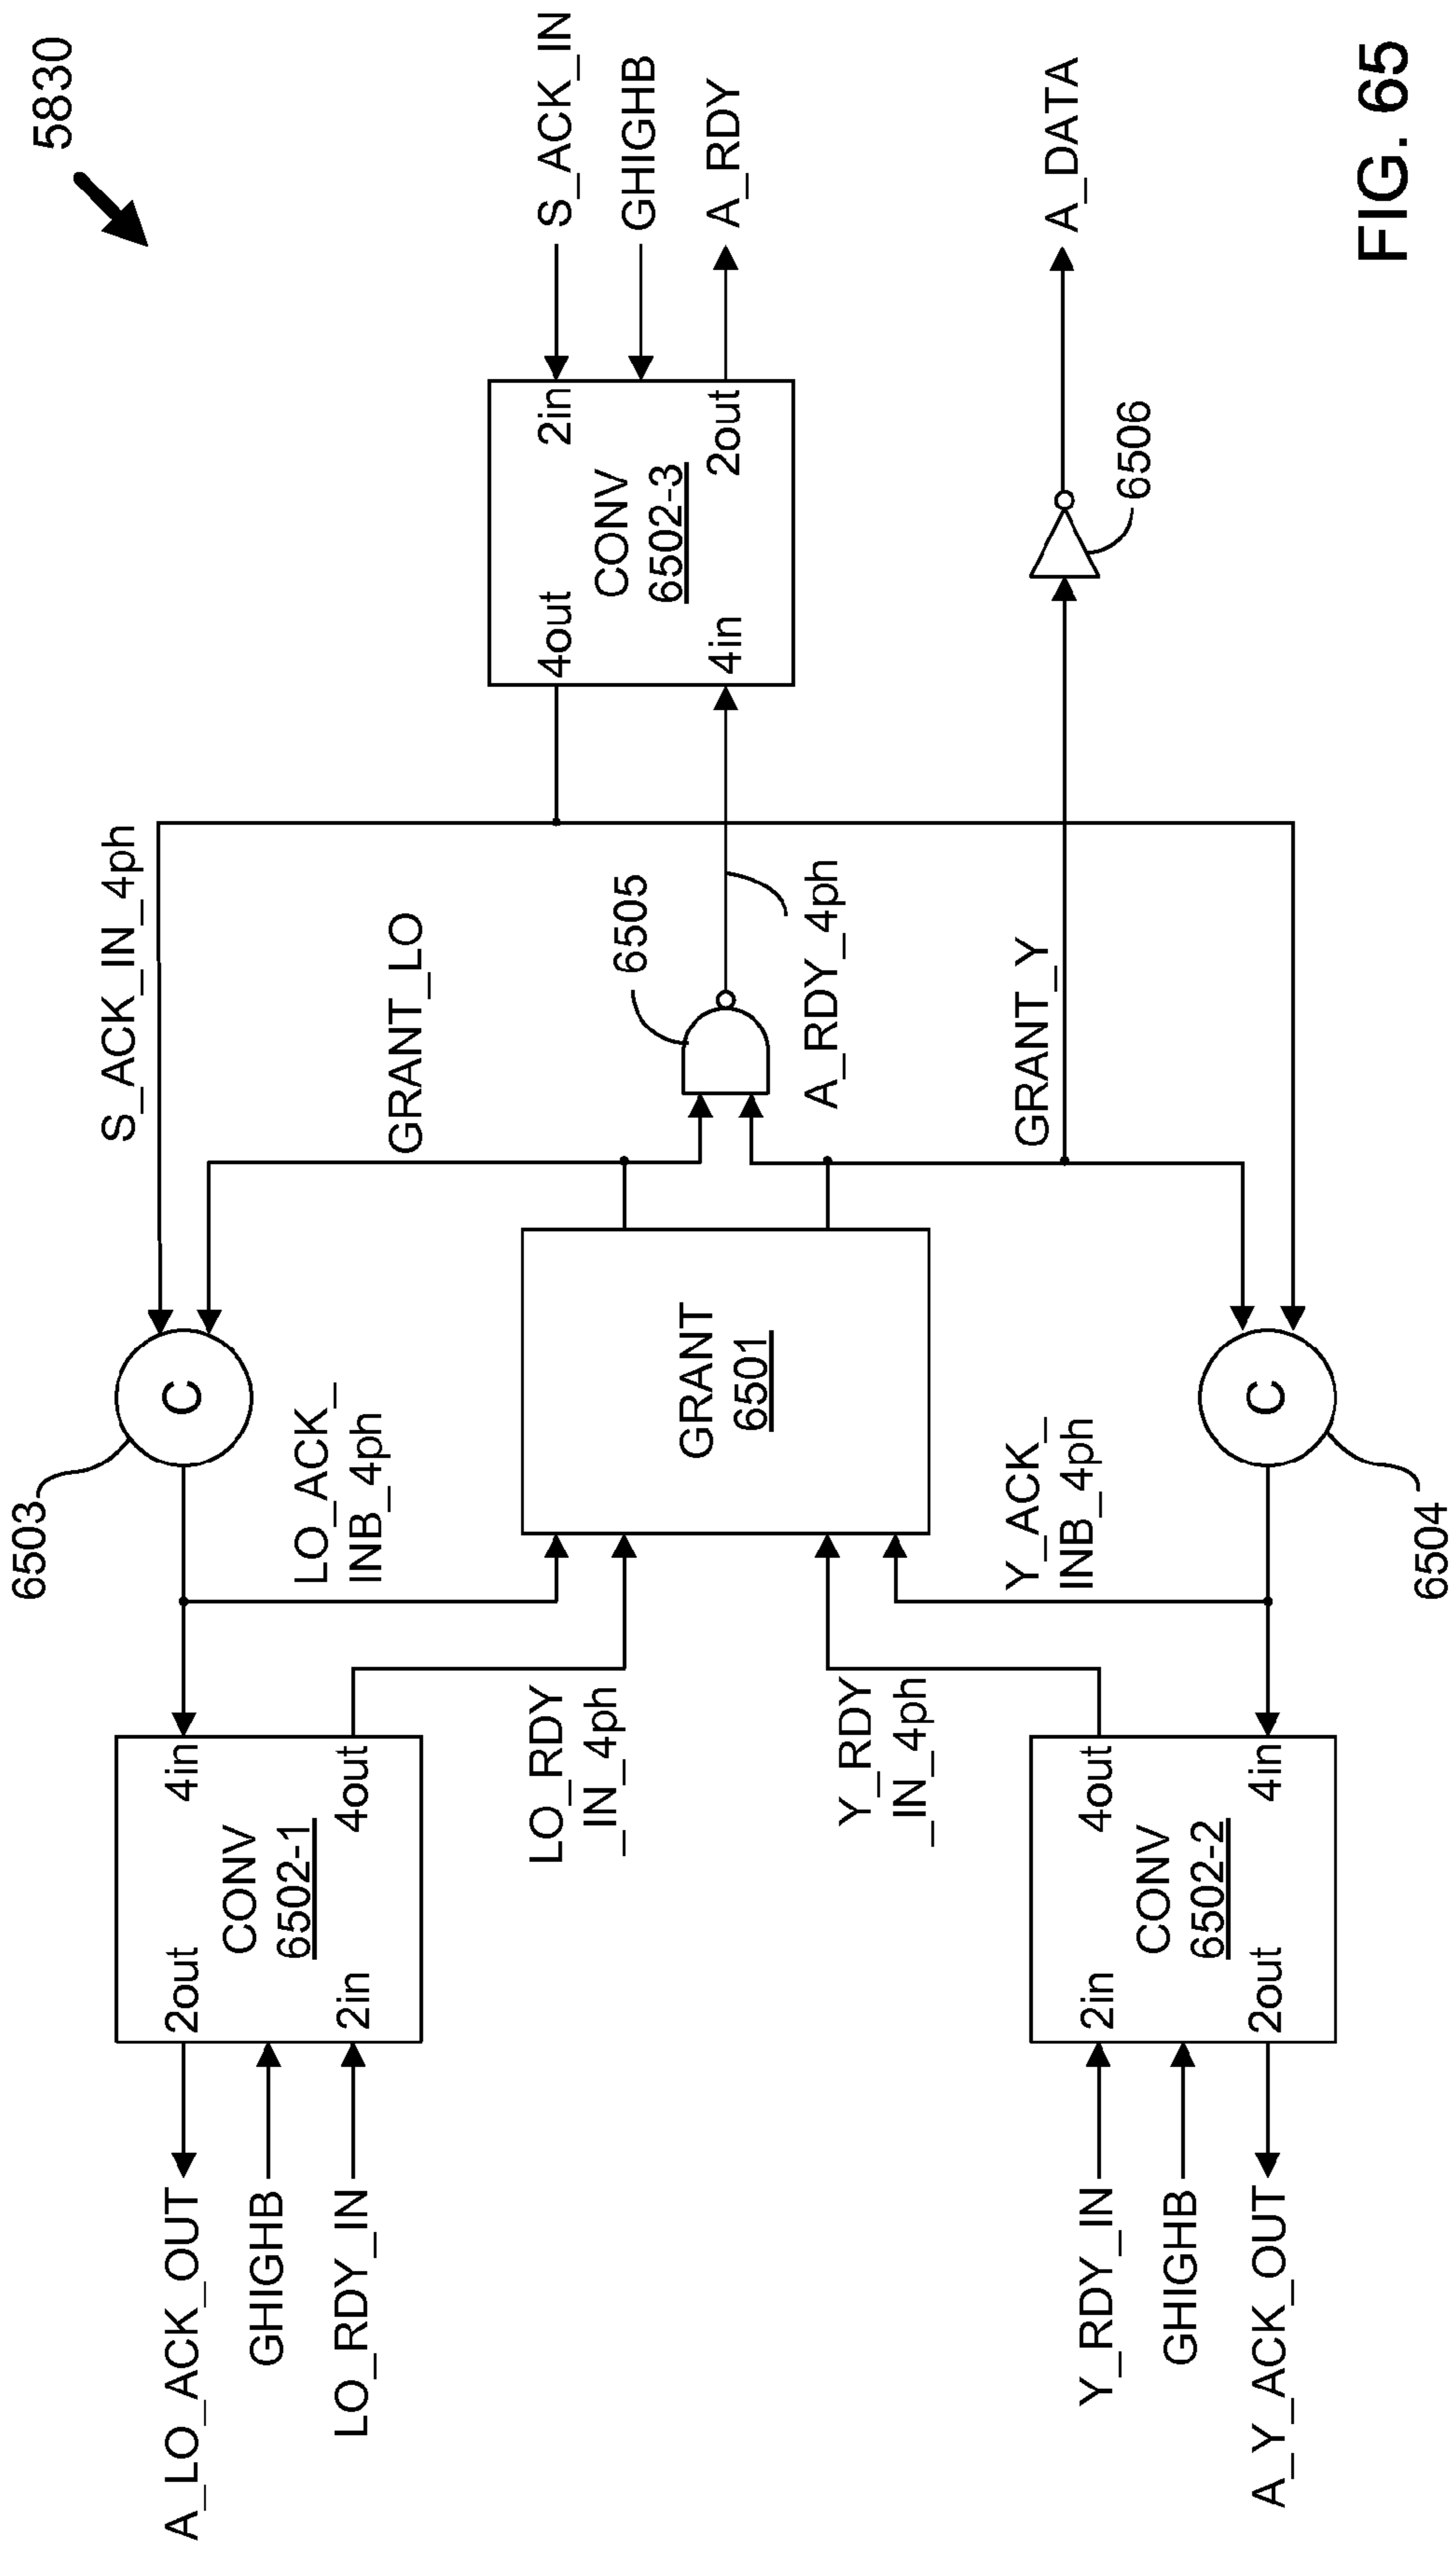 5830
6503
S_ACK_IN_4ph
C
A_LO_ACK_OUT
2out
4in
GHIGHB
CONV
6502-1
LO_RDY_IN
2in
4out
LO_ACK_
INB_4ph
GRANT_LO
LO_RDY
_IN_4ph
4out
2in
S_ACK_IN
CONV
6502-3
GHIGHB
4in
2out
A_RDY
6505
GRANT
6501
A_RDY_4ph
Y_RDY
_IN_4ph
Y_ACK_
INB_4ph
GRANT_Y
A_DATA
6506
Y_RDY_IN
2in
4out
GHIGHB
CONV
6502-2
A_Y_ACK_OUT
2out
4in
C
6504
FIG. 65